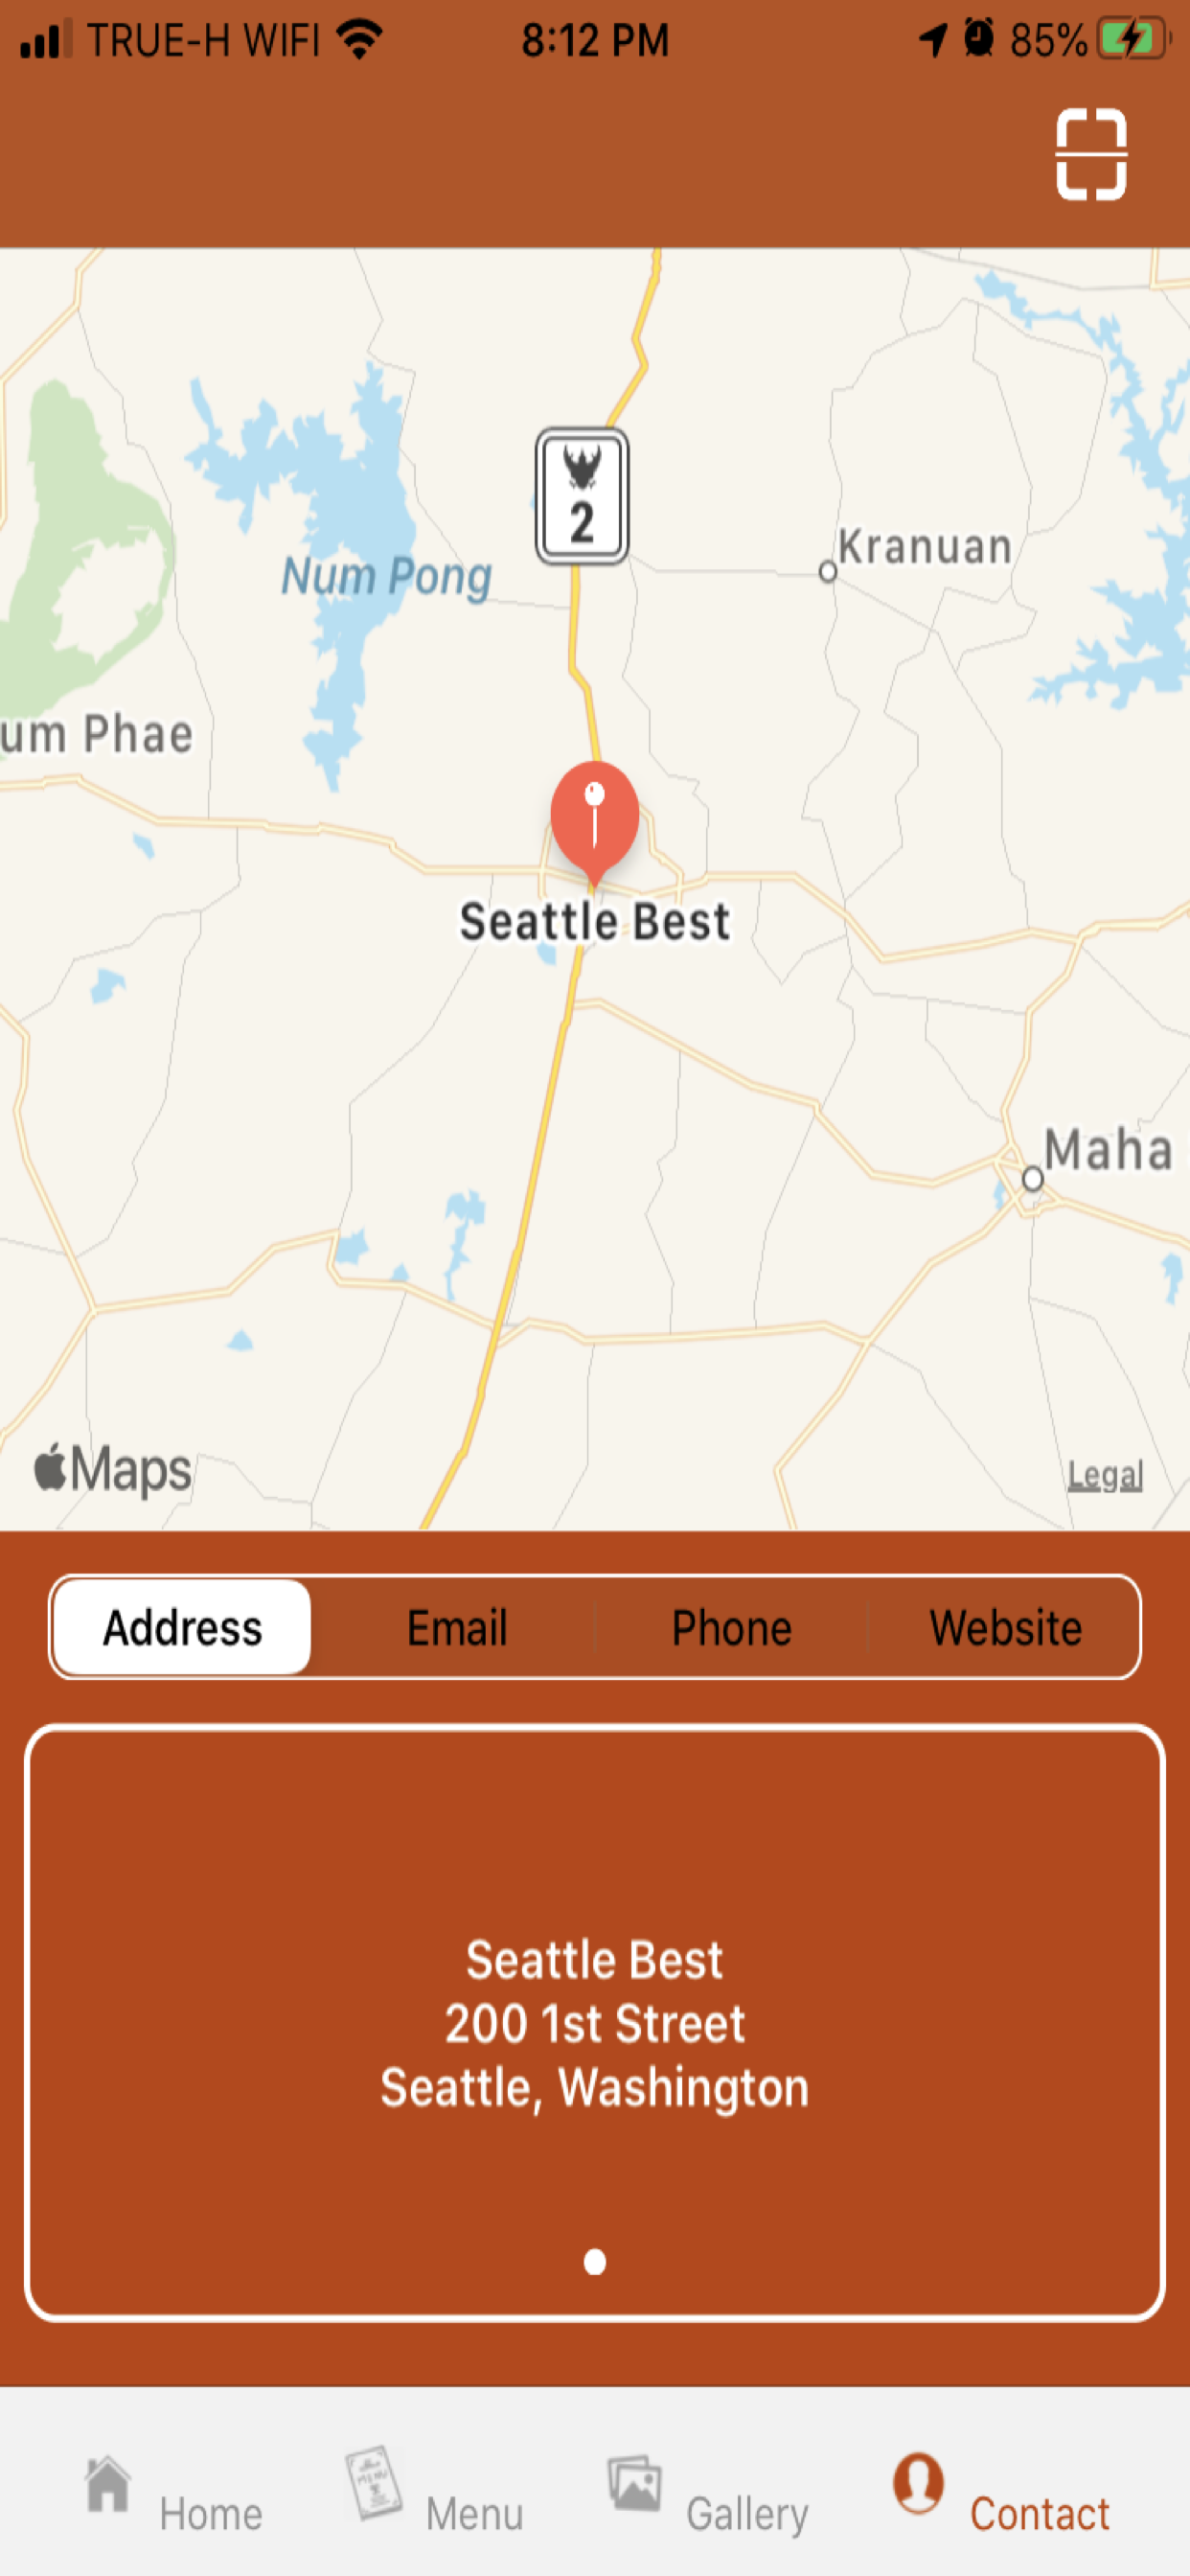 TRUE-H WIFI 8:12 PM 85%
2
Kranuan
Num Pong
um Phae
Seattle Best
Maha
Maps
Legal
Address Email Phone Website
Seattle Best
200 1st Street
Seattle, Washington
MENU
Home Menu Gallery Contact